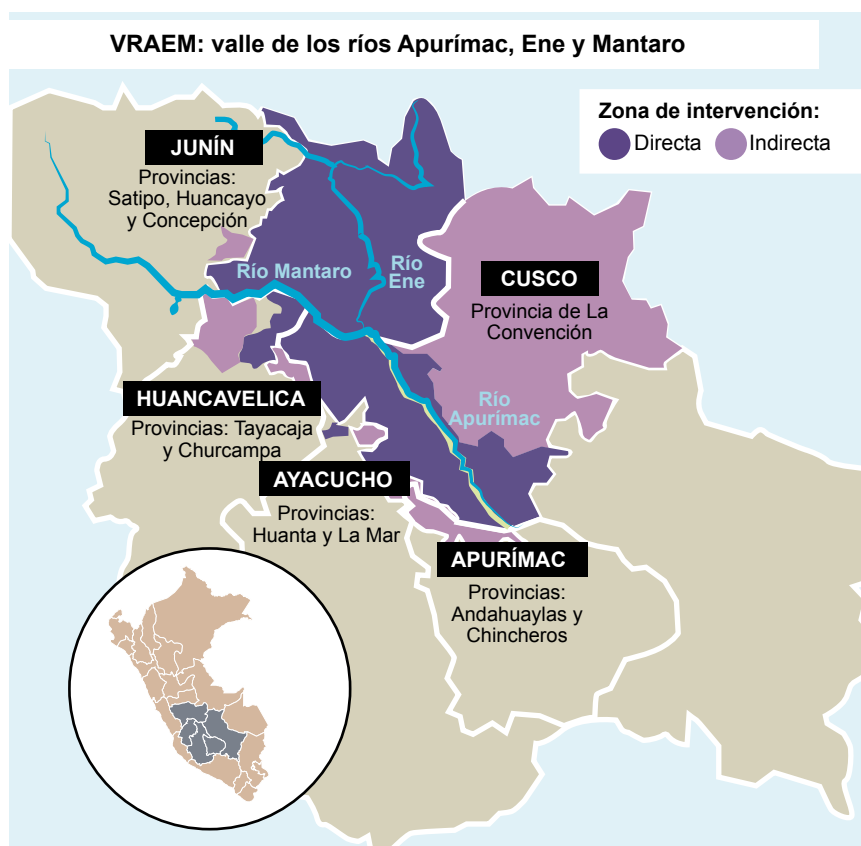 VRAEM: valle de los ríos Apurímac, Ene y Mantaro
Zona de intervención:
Directa
Indirecta
JUNÍN
Provincias:
Satipo, Huancayo
y Concepción
Río Mantaro
Río
Ene
CUSCO
Provincia de La
Convención
HUANCAVELICA
Provincias: Tayacaja
y Churcampa
Río
Apurímac
AYACUCHO
Provincias:
Huanta y La Mar
APURÍMAC
Provincias:
Andahuaylas y
Chincheros